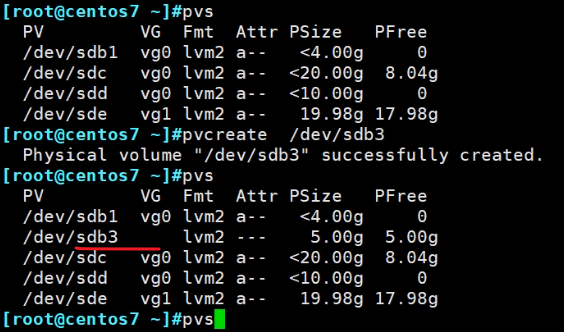 [root@centos7 ~]#pvs
  PV         VG  Fmt  Attr PSize   PFree
  /dev/sdb1  vg0 lvm2 a--   <4.00g     0
  /dev/sdc   vg0 lvm2 a--  <20.00g  8.04g
  /dev/sdd   vg0 lvm2 a--  <10.00g     0
  /dev/sde   vg1 lvm2 a--   19.98g 17.98g
[root@centos7 ~]#pvcreate  /dev/sdb3
  Physical volume "/dev/sdb3" successfully created.
[root@centos7 ~]#pvs
  PV         VG  Fmt  Attr PSize   PFree
  /dev/sdb1  vg0 lvm2 a--   <4.00g     0
  /dev/sdb3      lvm2 ---    5.00g  5.00g
  /dev/sdc   vg0 lvm2 a--  <20.00g  8.04g
  /dev/sdd   vg0 lvm2 a--  <10.00g     0
  /dev/sde   vg1 lvm2 a--   19.98g 17.98g
[root@centos7 ~]#pvs